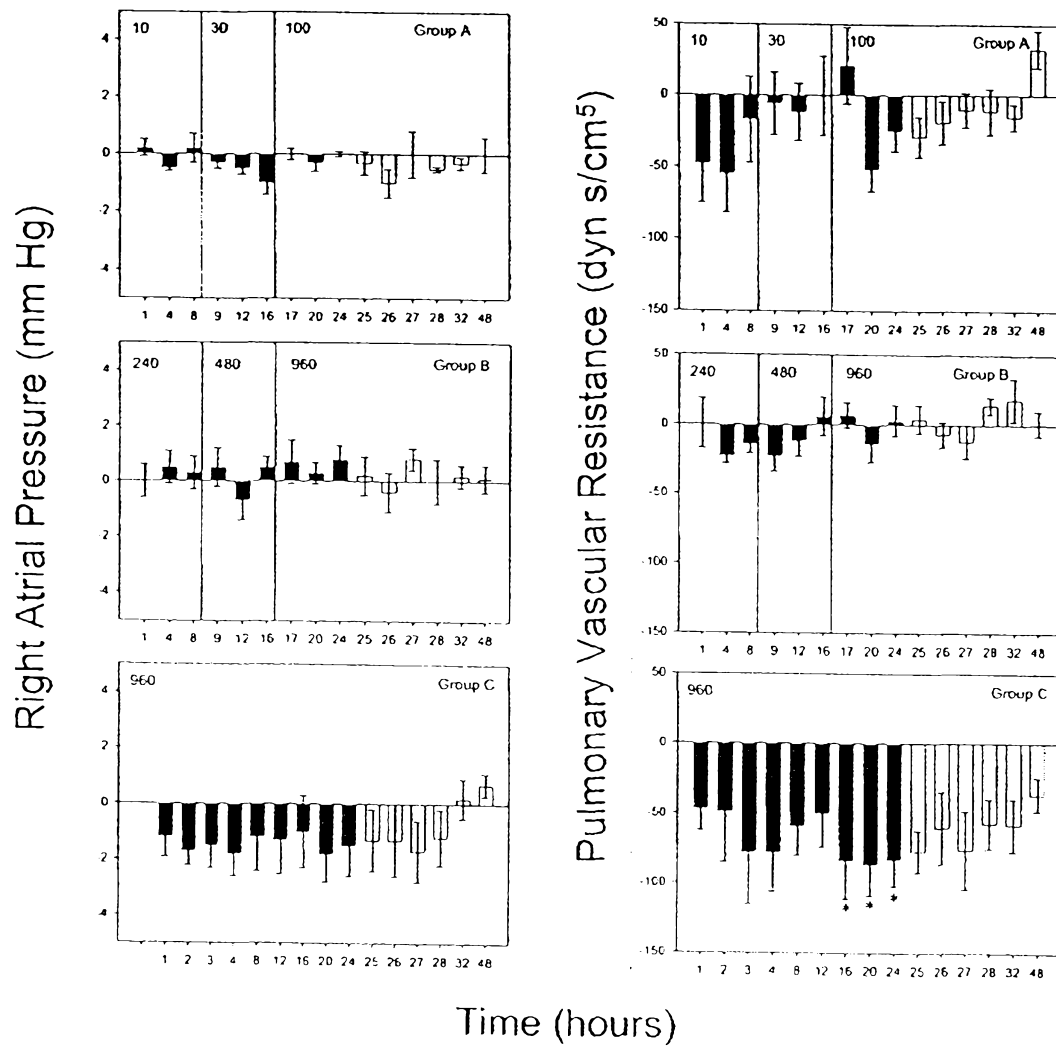 Right Atrial Pressure (mm Hg)
4
2
0
2
4
10
30
100
Group A
1 4 8 9 12 16 17 20 24 25 26 27 28 32 48
4
2
0
2
4
240
480
960
Group B
1 4 8 9 12 16 17 20 24 25 26 27 28 32 48
4
2
0
2
4
960
Group C
1 2 3 4 8 12 16 20 24 25 26 27 28 32 48
Pulmonary Vascular Resistance (dyn s/cm⁵)
50
0
-50
-100
-150
10
30
100
Group A
1 4 8 9 12 16 17 20 24 25 26 27 28 32 48
50
0
-50
-100
-150
240
480
960
Group B
1 4 8 9 12 16 17 20 24 25 26 27 28 32 48
50
0
-50
-100
-150
960
Group C
* * *
1 2 3 4 8 12 16 20 24 25 26 27 28 32 48
Time (hours)